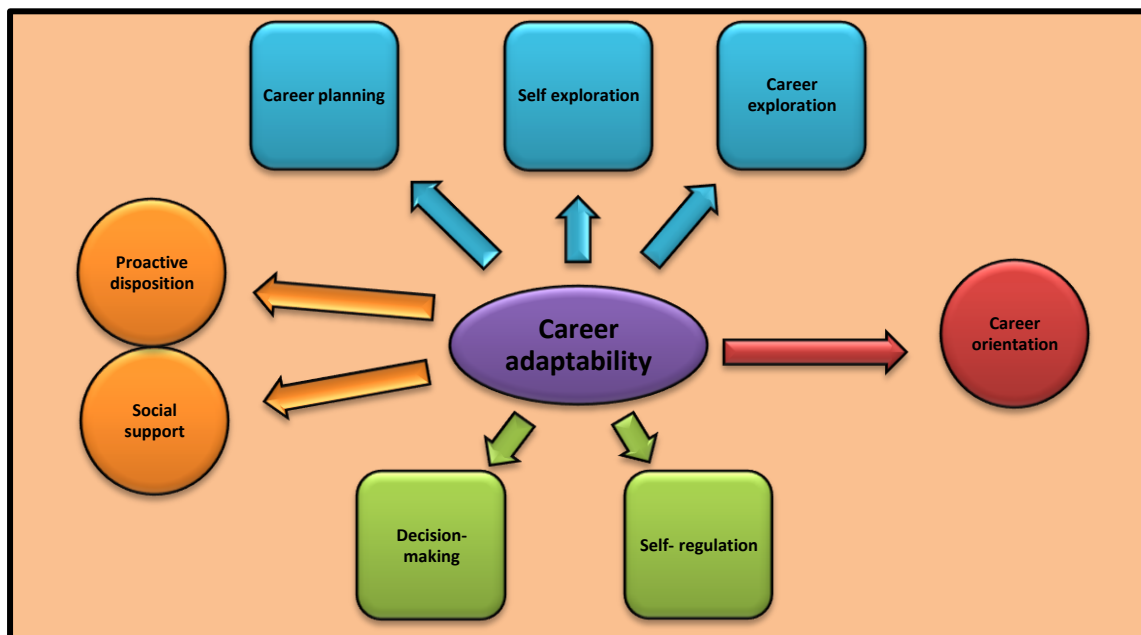 Career planning
Self exploration
Career
exploration
Proactive
disposition
Career
adaptability
Career
orientation
Social
support
Decision-
making
Self- regulation